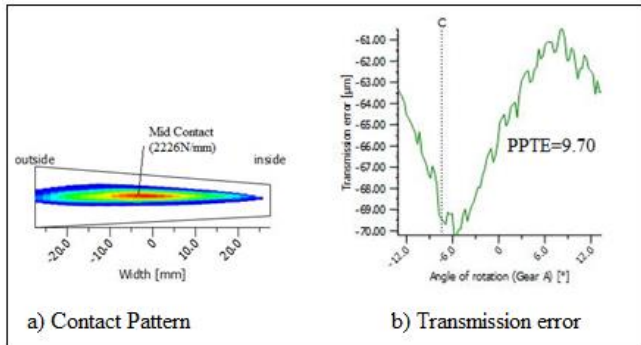 Mid Contact
(2226N/mm)
outside
inside
-20.0
-10.0
0
10.0
20.0
Width [mm]
a) Contact Pattern
C
-61.00
-62.00
-63.00
-64.00
-65.00
-66.00
-67.00
-68.00
-69.00
-70.00
Transmission error [µm]
PPTE=9.70
-12.0
-6.0
0
6.0
12.0
Angle of rotation (Gear A) [°]
b) Transmission error